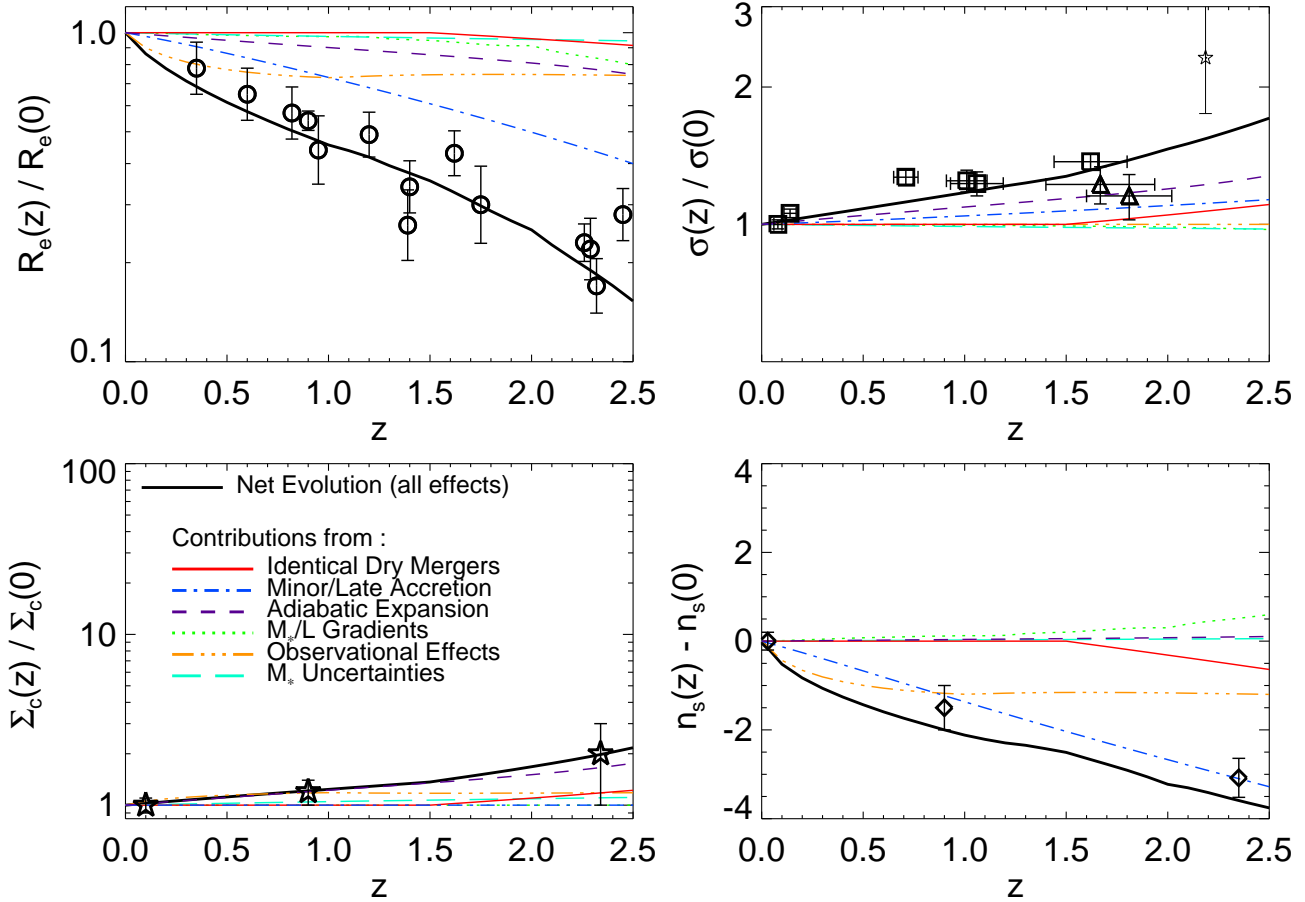 1.0
0.1
R_e(z) / R_e(0)
0.0 0.5 1.0 1.5 2.0 2.5
z
3
2
1
σ(z) / σ(0)
0.0 0.5 1.0 1.5 2.0 2.5
z
100
10
1
Σ_c(z) / Σ_c(0)
Net Evolution (all effects)
Contributions from :
Identical Dry Mergers
Minor/Late Accretion
Adiabatic Expansion
M_*/L Gradients
Observational Effects
M_* Uncertainties
0.0 0.5 1.0 1.5 2.0 2.5
z
4
2
0
-2
-4
n_s(z) - n_s(0)
0.0 0.5 1.0 1.5 2.0 2.5
z